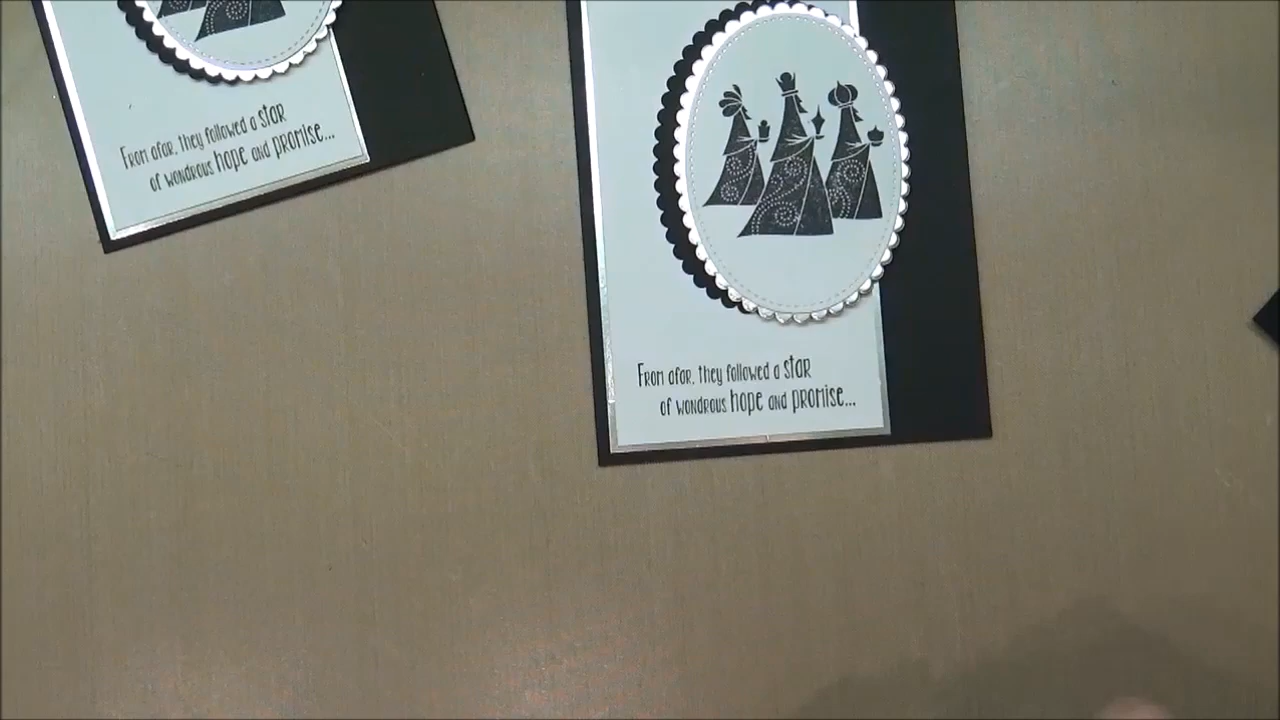 From afar, they followed a star
of wondrous hope and promise...
From afar, they followed a star
of wondrous hope and promise...